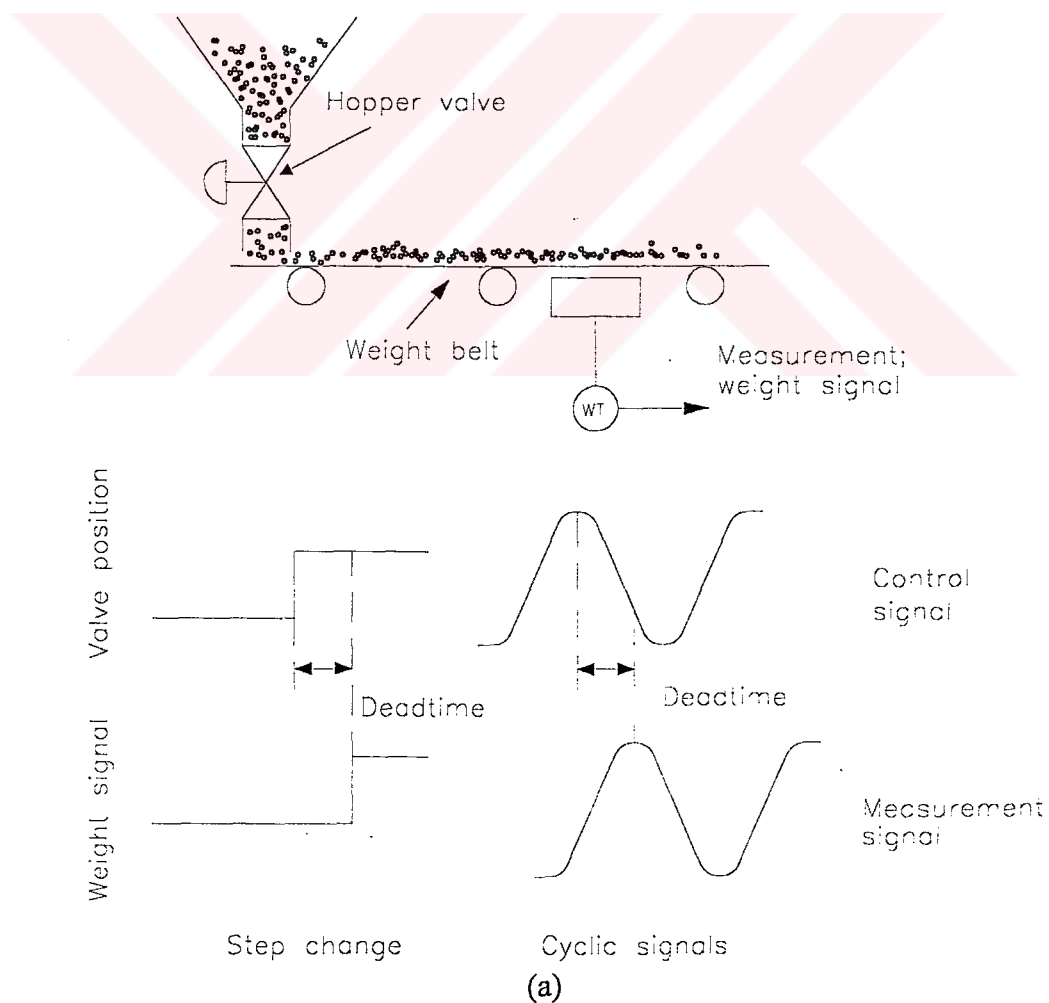 Hopper valve
Weight belt
Measurement;
weight signal
WT
Valve position
Control
signal
Deadtime
Deadtime
Weight signal
Measurement
signal
Step change
Cyclic signals
(a)